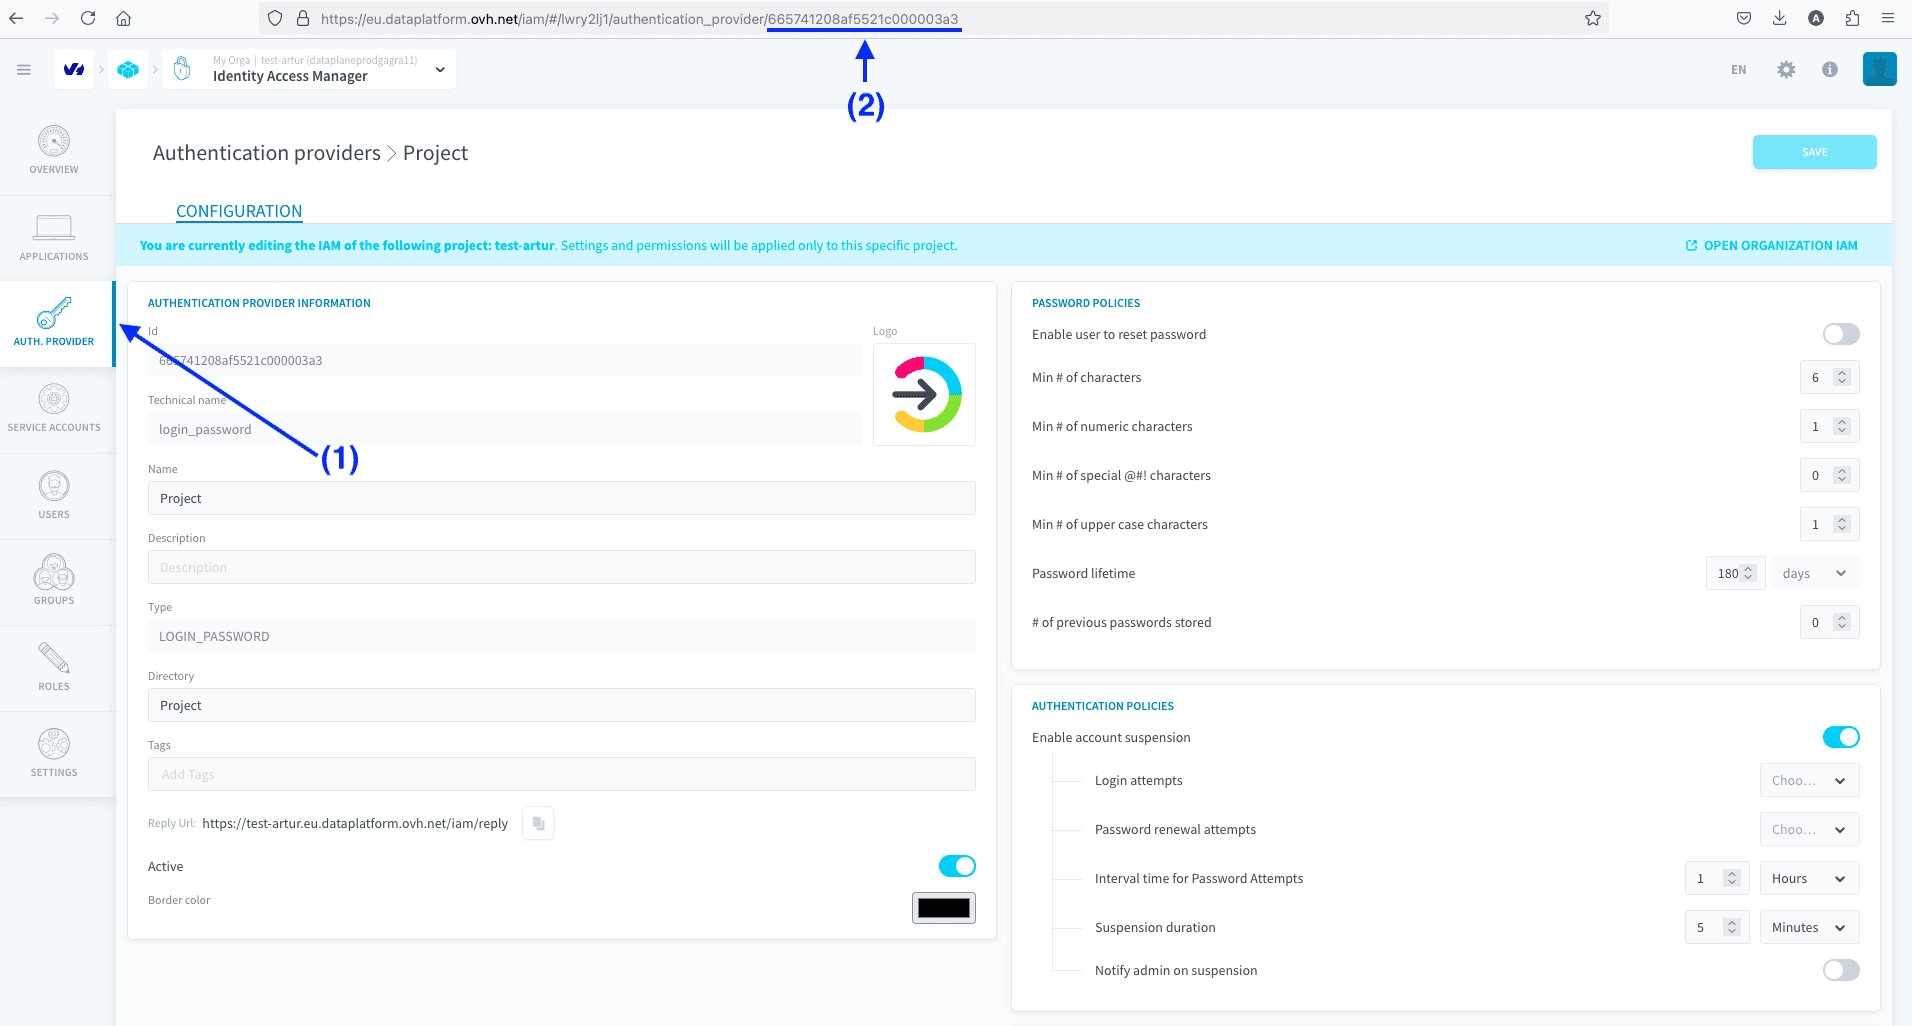 https://eu.dataplatform.ovh.net/iam/#/lwry2lj1/authentication_provider/665741208af5521c000003a3
A
My Orga | test-artur (dataplaneprodgagra11)
Identity Access Manager
EN
(2)
OVERVIEW
APPLICATIONS
AUTH. PROVIDER
SERVICE ACCOUNTS
USERS
GROUPS
ROLES
SETTINGS
Authentication providers > Project
SAVE
CONFIGURATION
You are currently editing the IAM of the following project: test-artur. Settings and permissions will be applied only to this specific project.
OPEN ORGANIZATION IAM
AUTHENTICATION PROVIDER INFORMATION
Id
665741208af5521c000003a3
Logo
Technical name
login_password
(1)
Name
Project
Description
Description
Type
LOGIN_PASSWORD
Directory
Project
Tags
Add Tags
Reply Url: https://test-artur.eu.dataplatform.ovh.net/iam/reply
Active
Border color
PASSWORD POLICIES
Enable user to reset password
Min # of characters 6
Min # of numeric characters 1
Min # of special @#! characters 0
Min # of upper case characters 1
Password lifetime 180 days
# of previous passwords stored 0
AUTHENTICATION POLICIES
Enable account suspension
Login attempts Choo...
Password renewal attempts Choo...
Interval time for Password Attempts 1 Hours
Suspension duration 5 Minutes
Notify admin on suspension